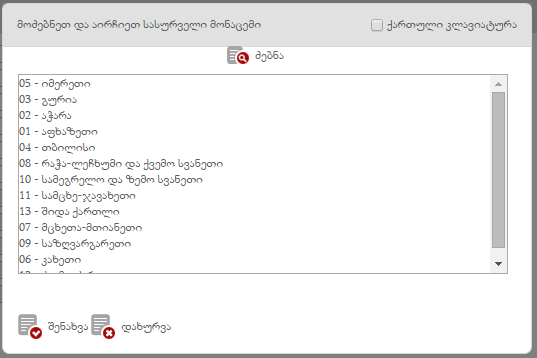 მოძებნეთ და აირჩიეთ სასურველი მონაცემი
ქართული კლავიატურა
ძებნა
05 - იმერეთი
03 - გურია
02 - აჭარა
01 - აფხაზეთი
04 - თბილისი
08 - რაჭა-ლეჩხუმი და ქვემო სვანეთი
10 - სამეგრელო და ზემო სვანეთი
11 - სამცხე-ჯავახეთი
13 - შიდა ქართლი
07 - მცხეთა-მთიანეთი
09 - საზღვარგარეთი
06 - კახეთი
შენახვა
დახურვა